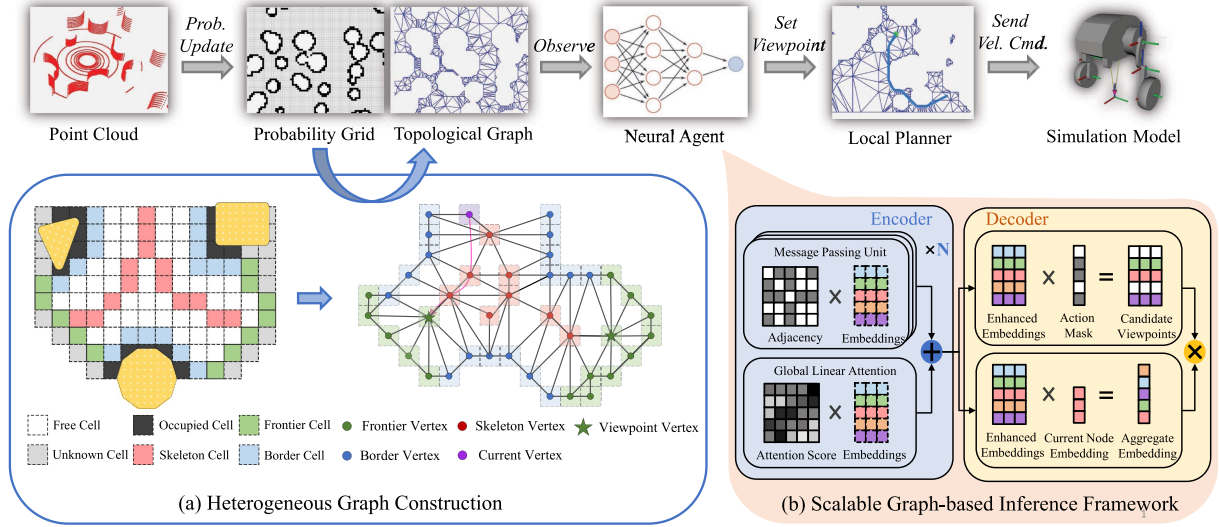 Prob.
Update
Observe
Set
Viewpoint
Send
Vel. Cmd.
Point Cloud
Probability Grid
Topological Graph
Neural Agent
Local Planner
Simulation Model
Free Cell
Occupied Cell
Frontier Cell
Frontier Vertex
Skeleton Vertex
Viewpoint Vertex
Unknown Cell
Skeleton Cell
Border Cell
Border Vertex
Current Vertex
(a) Heterogeneous Graph Construction
Encoder
×N
Message Passing Unit
×
Adjacency
Embeddings
Global Linear Attention
×
Attention Score
Embeddings
+
Decoder
×
=
Enhanced
Embeddings
Action
Mask
Candidate
Viewpoints
×
=
Enhanced
Embeddings
Current Node
Embedding
Aggregate
Embedding
×
(b) Scalable Graph-based Inference Framework
1